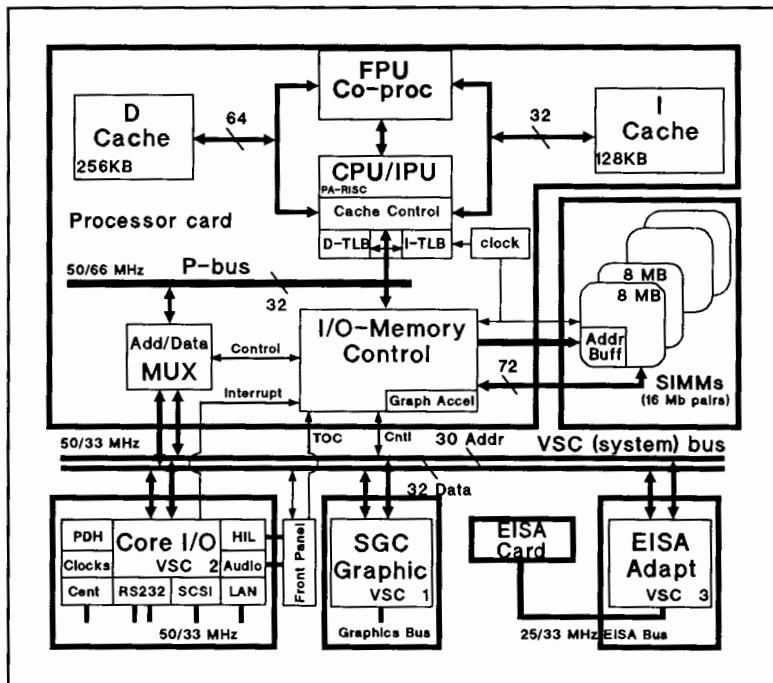 FPU
Co-proc
D
Cache
256KB
64
32
I
Cache
128KB
CPU/IPU
PA-RISC
Cache Control
D-TLB
I-TLB
clock
Processor card
50/66 MHz
P-bus
32
8 MB
8 MB
Addr
Buff
SIMMs
(16 Mb pairs)
Add/Data
MUX
Control
Interrupt
I/O-Memory
Control
Graph Accel
72
TOC
Cntl
50/33 MHz
30 Addr
VSC (system) bus
32 Data
PDH
Core I/O
HIL
Clocks
VSC 2
Audio
Cent
RS232
SCSI
LAN
50/33 MHz
Front Panel
SGC
Graphic
VSC 1
Graphics Bus
EISA
Card
EISA
Adapt
VSC 3
25/33 MHz EISA Bus